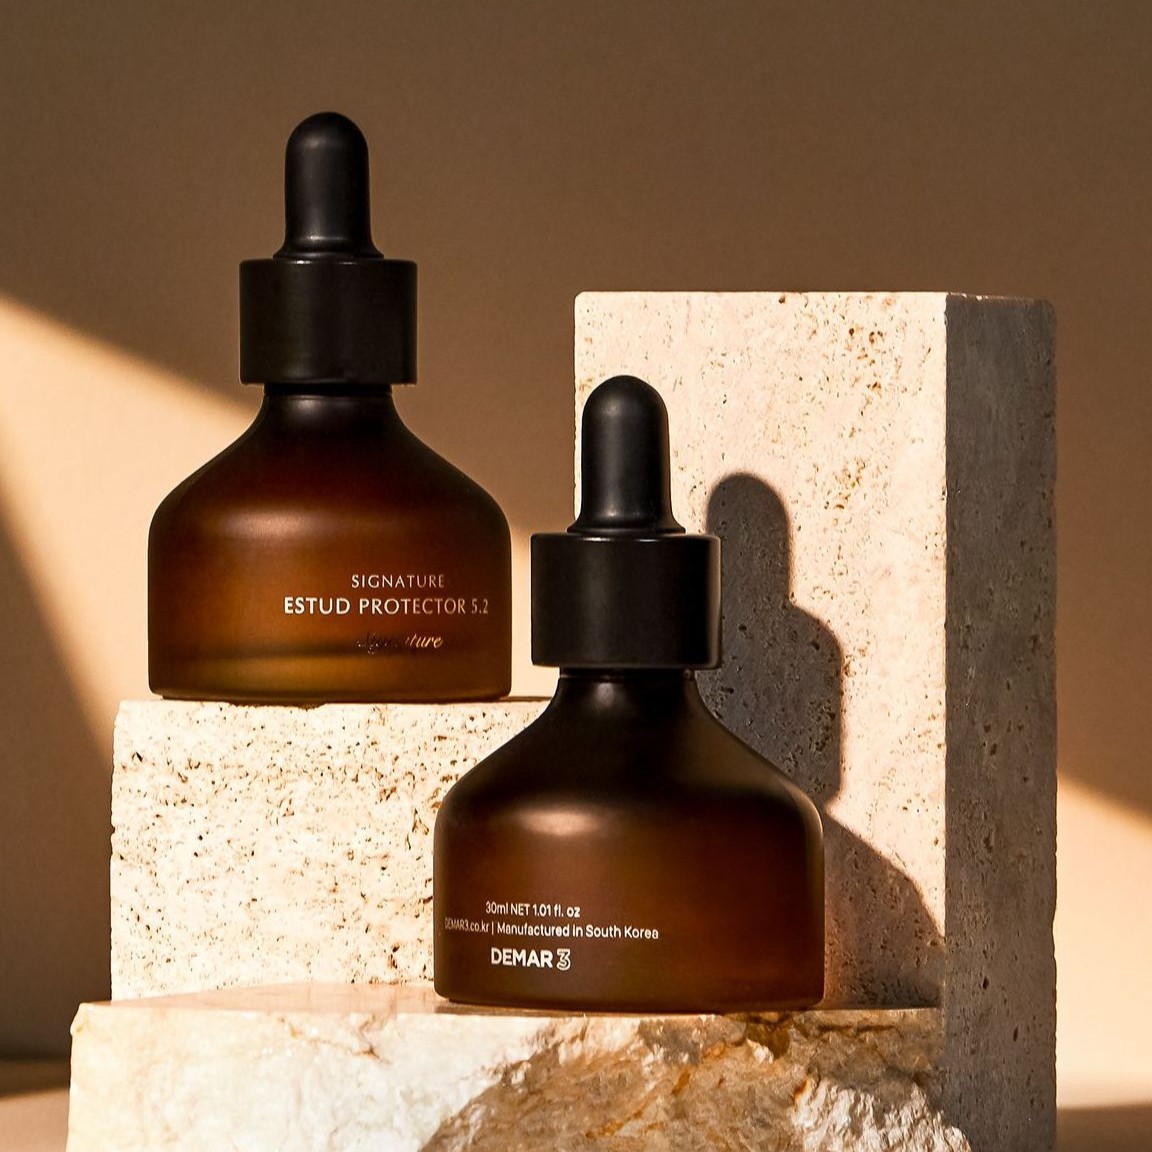 SIGNATURE
ESTUD PROTECTOR 5.2
Signature
30ml NET 1.01 fl. oz
DEMAR3.co.kr | Manufactured in South Korea
DEMAR 3